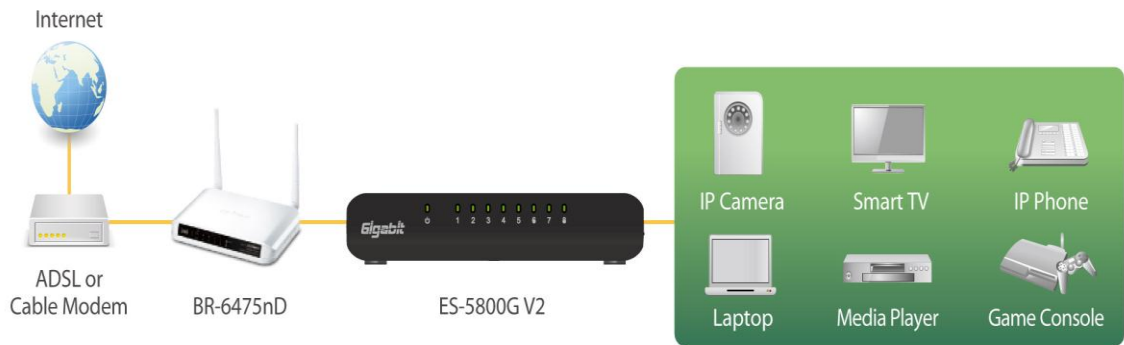 Internet
ADSL or
Cable Modem
BR-6475nD
Gigabit
1 2 3 4 5 6 7 8
ES-5800G V2
IP Camera
Smart TV
IP Phone
Laptop
Media Player
Game Console